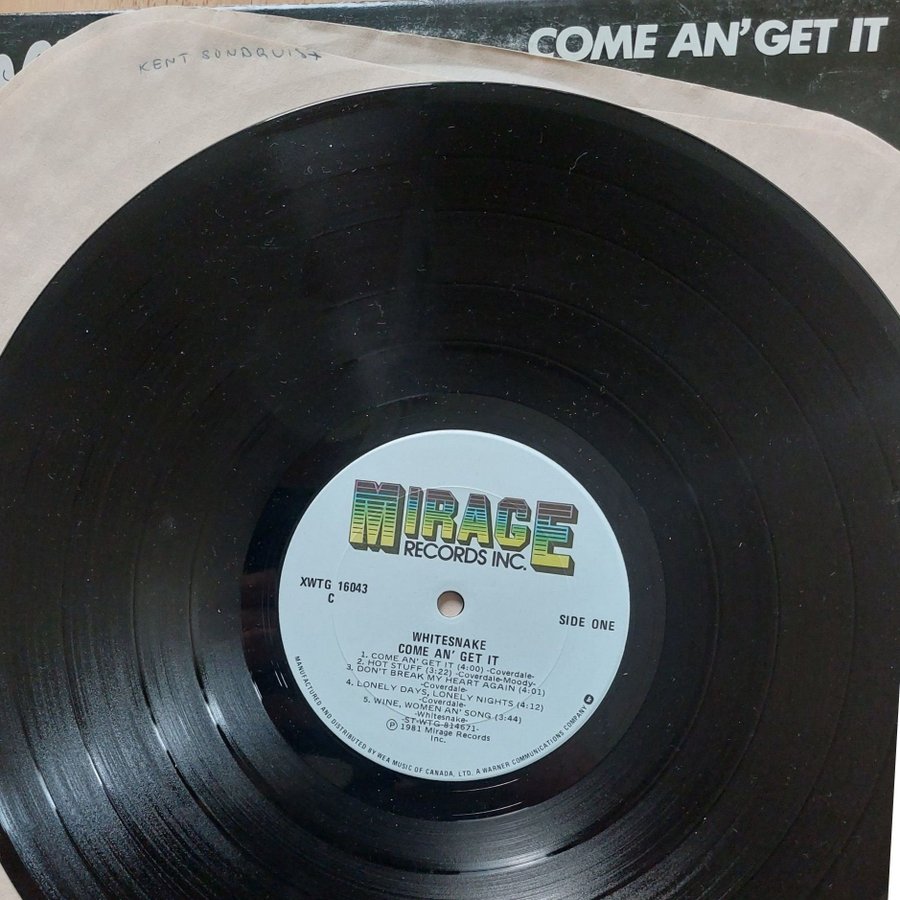 COME AN' GET IT
KENT SUNDQUIST
MIRAGE
RECORDS INC.
XWTG 16043
C
SIDE ONE
WHITESNAKE
COME AN' GET IT
1. COME AN' GET IT (4:00) -Coverdale-
2. HOT STUFF (3:22) -Coverdale-Moody-
3. DON'T BREAK MY HEART AGAIN (4:01)
-Coverdale-
4. LONELY DAYS, LONELY NIGHTS (4:12)
-Coverdale-
5. WINE, WOMEN AN' SONG (3:44)
-Whitesnake-
-ST-WTG-814671-
℗ 1981 Mirage Records
Inc.
MANUFACTURED AND DISTRIBUTED BY WEA MUSIC OF CANADA, LTD. A WARNER COMMUNICATIONS COMPANY